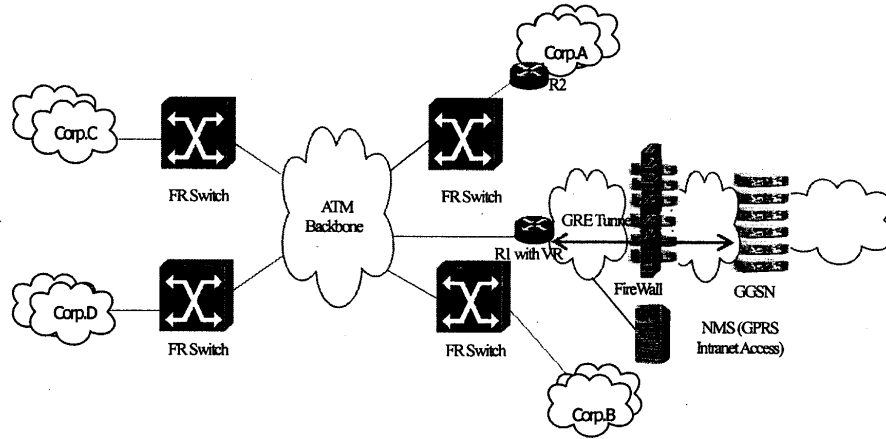 Corp.A
R2
Corp.C
FR Switch
FR Switch
ATM
Backbone
GRE Tunnel
R1 with VR
FireWall
GGSN
Corp.D
FR Switch
FR Switch
NMS (GPRS
Intranet Access)
Corp.B